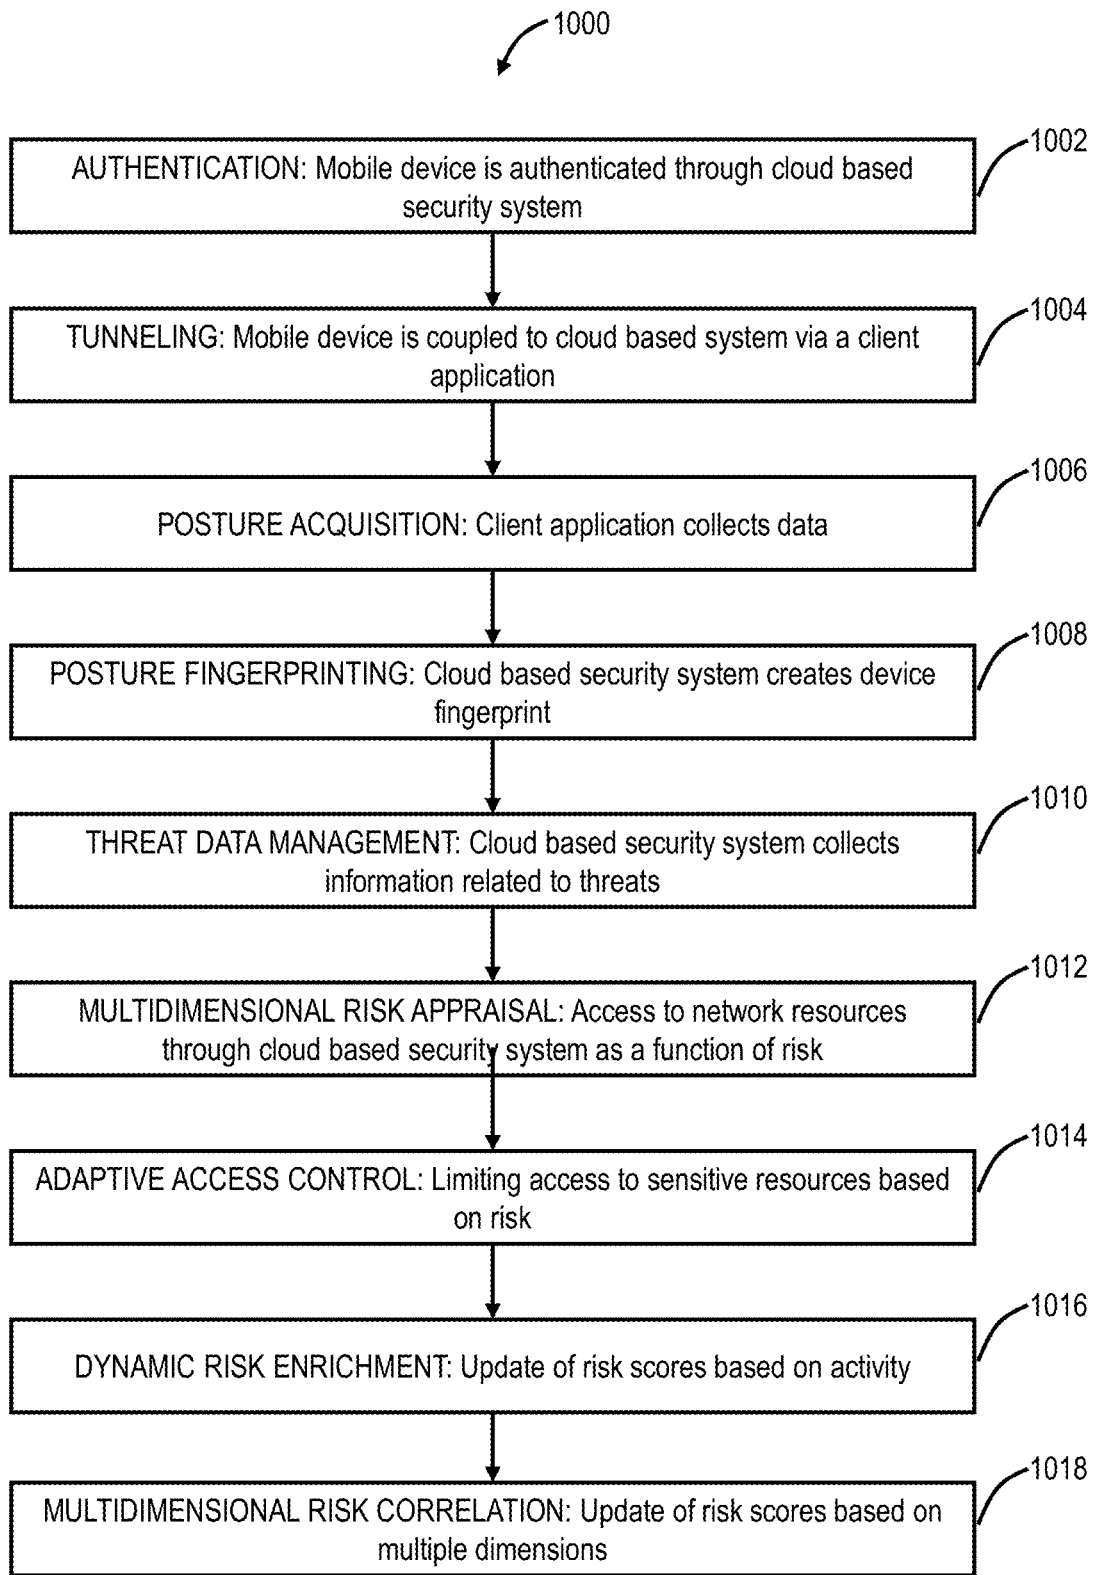 1000
1002
AUTHENTICATION: Mobile device is authenticated through cloud based
security system
1004
TUNNELING: Mobile device is coupled to cloud based system via a client
application
1006
POSTURE ACQUISITION: Client application collects data
1008
POSTURE FINGERPRINTING: Cloud based security system creates device
fingerprint
1010
THREAT DATA MANAGEMENT: Cloud based security system collects
information related to threats
1012
MULTIDIMENSIONAL RISK APPRAISAL: Access to network resources
through cloud based security system as a function of risk
1014
ADAPTIVE ACCESS CONTROL: Limiting access to sensitive resources based
on risk
1016
DYNAMIC RISK ENRICHMENT: Update of risk scores based on activity
1018
MULTIDIMENSIONAL RISK CORRELATION: Update of risk scores based on
multiple dimensions